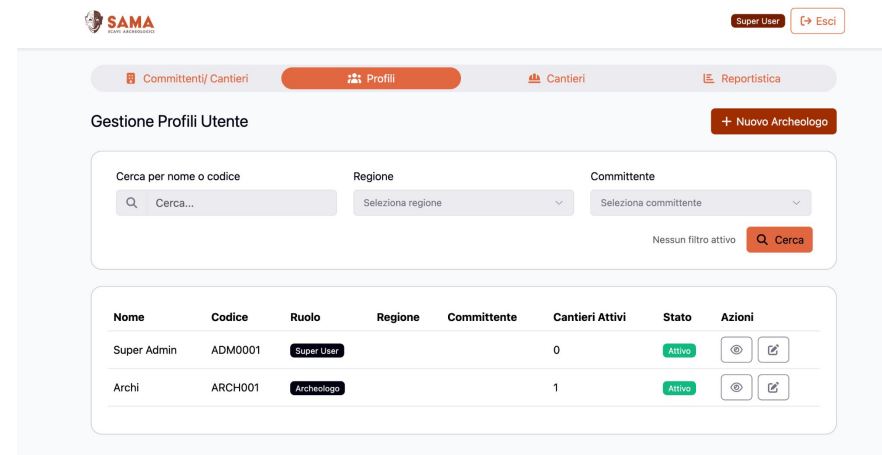 SAMA
SCAVI ARCHEOLOGICI
Super User
Esci
Committenti/ Cantieri
Profili
Cantieri
Reportistica
Gestione Profili Utente
+ Nuovo Archeologo
Cerca per nome o codice
Regione
Committente
Cerca...
Seleziona regione
Seleziona committente
Nessun filtro attivo
Cerca
Nome Codice Ruolo Regione Committente Cantieri Attivi Stato Azioni
Super Admin ADM0001 Super User 0 Attivo
Archi ARCH001 Archeologo 1 Attivo